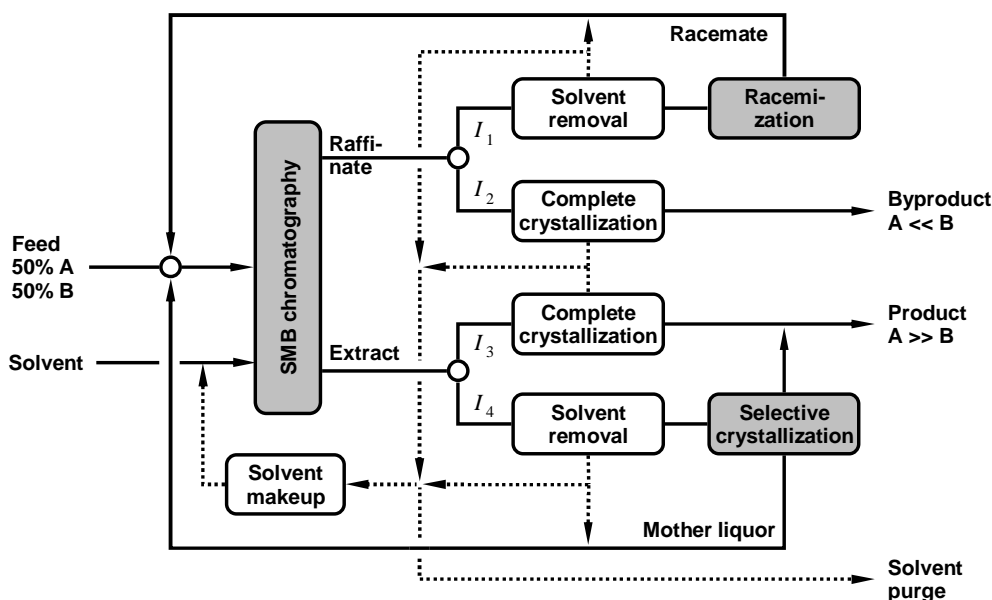 Racemate
Solvent
removal
Racemi-
zation
I1
Raffi-
nate
I2
Complete
crystallization
Byproduct
A << B
Feed
50% A
50% B
SMB chromatography
Complete
crystallization
Product
A >> B
Solvent
Extract
I3
I4
Solvent
removal
Selective
crystallization
Solvent
makeup
Mother liquor
Solvent
purge